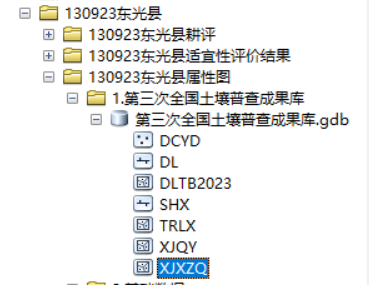 130923东光县
130923东光县耕评
130923东光县适宜性评价结果
130923东光县属性图
1.第三次全国土壤普查成果库
第三次全国土壤普查成果库.gdb
DCYD
DL
DLTB2023
SHX
TRLX
XJQY
XJXZQ